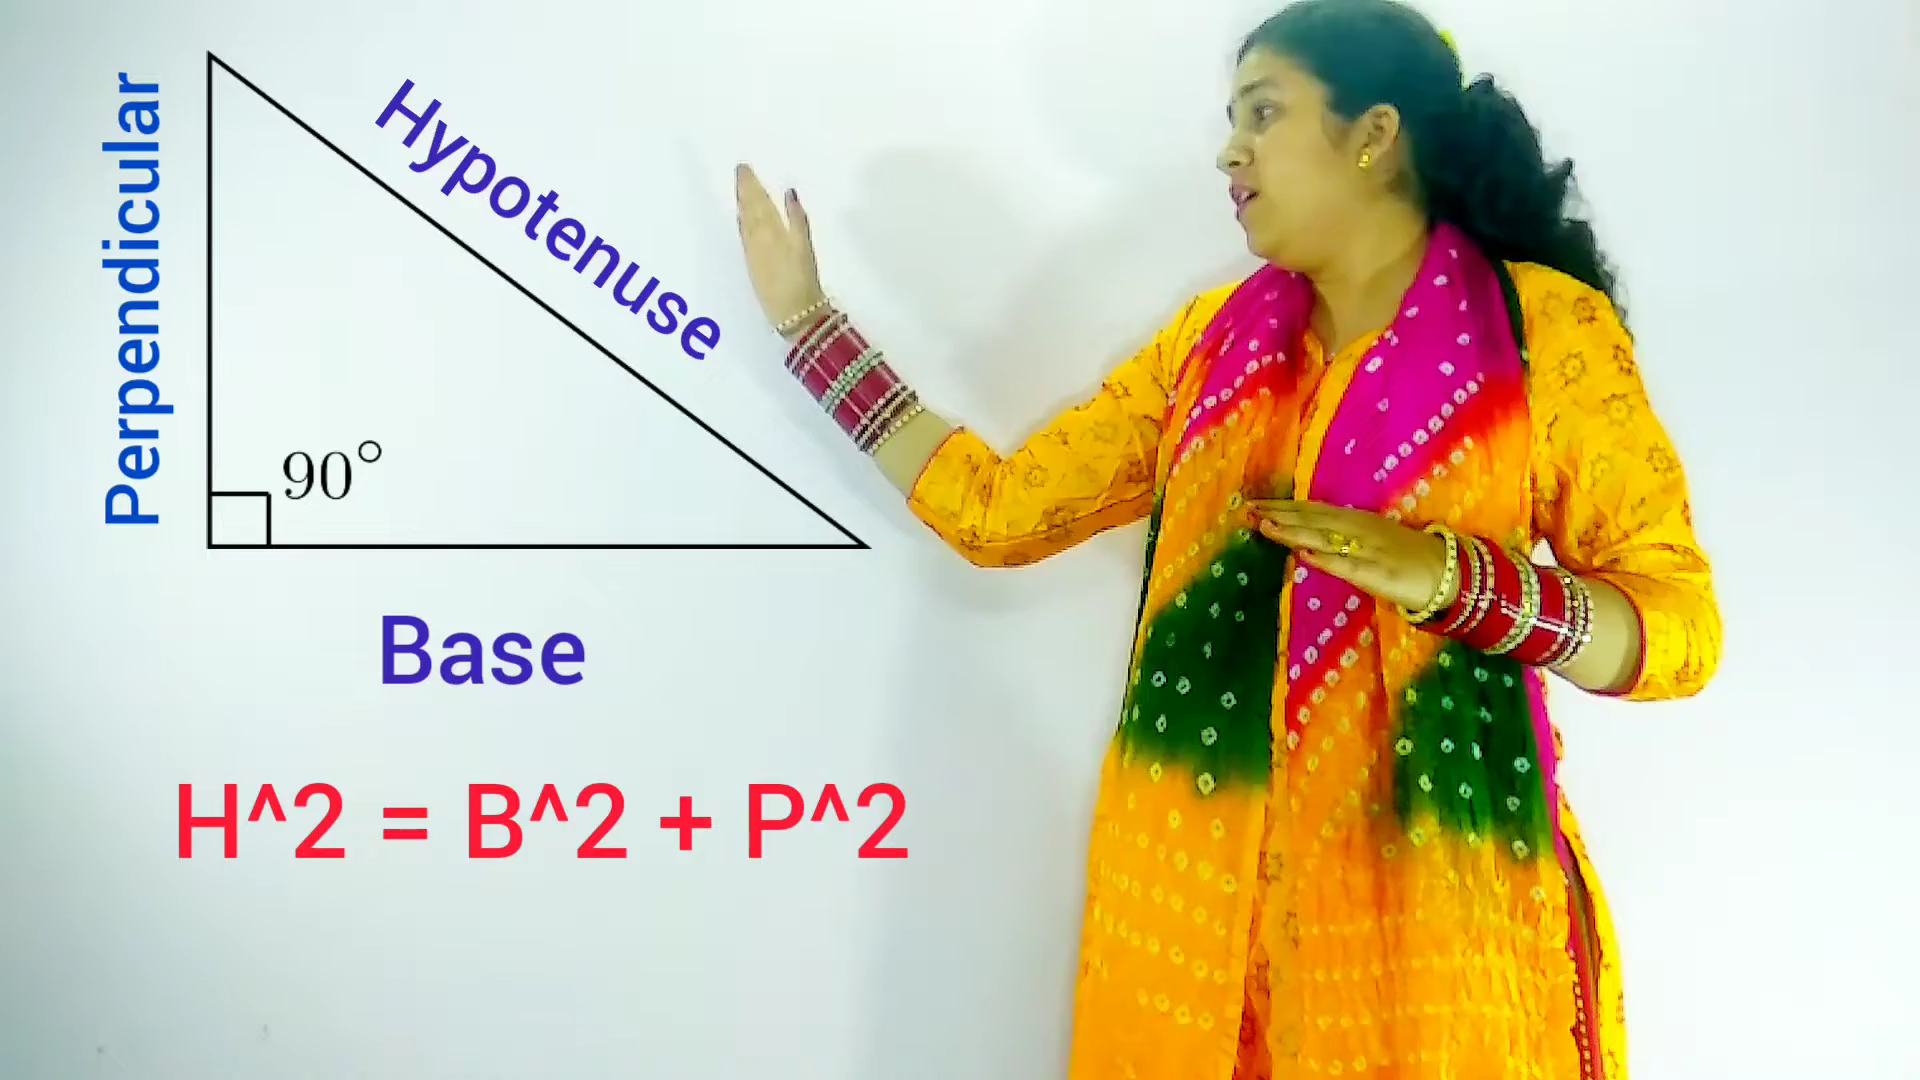 Perpendicular
Hypotenuse
90°
Base
H^2 = B^2 + P^2